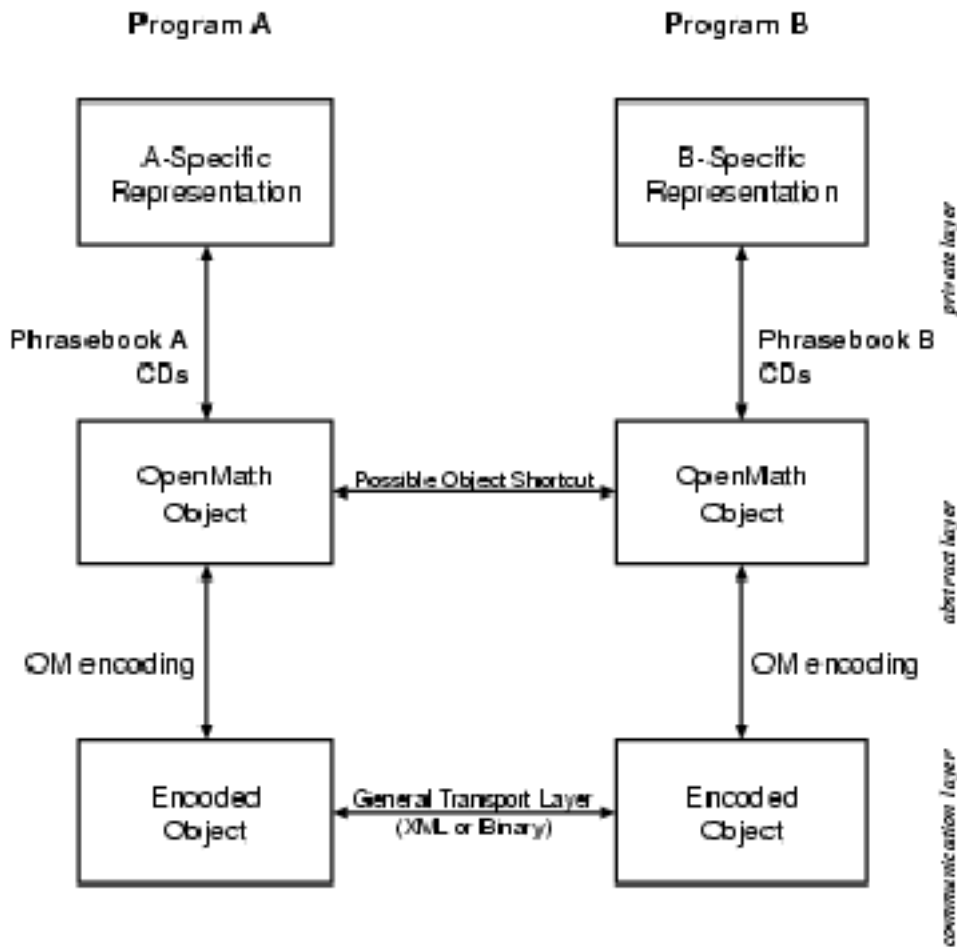 Program A
Program B
A-Specific
Representation
B-Specific
Representation
private layer
Phrasebook A
CDs
Phrasebook B
CDs
OpenMath
Object
Possible Object Shortcut
OpenMath
Object
abstract layer
OM encoding
OM encoding
Encoded
Object
General Transport Layer
(XML or Binary)
Encoded
Object
communication layer